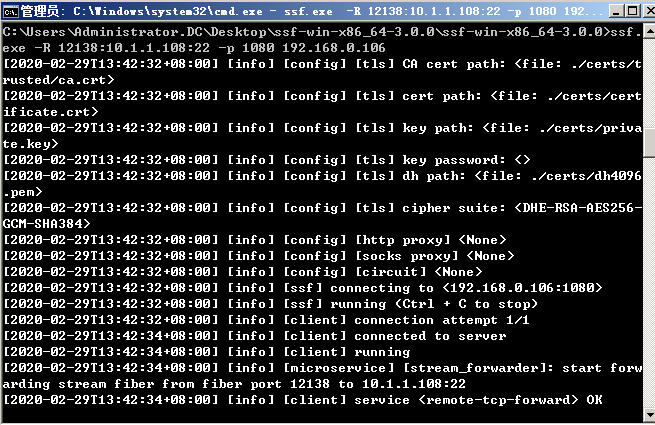 管理员: C:\Windows\system32\cmd.exe - ssf.exe  -R 12138:10.1.1.108:22 -p 1080 192...
C:\Users\Administrator.DC\Desktop\ssf-win-x86_64-3.0.0\ssf-win-x86_64-3.0.0>ssf.
exe -R 12138:10.1.1.108:22 -p 1080 192.168.0.106
[2020-02-29T13:42:32+08:00] [info] [config] [tls] CA cert path: <file: ./certs/t
rusted/ca.crt>
[2020-02-29T13:42:32+08:00] [info] [config] [tls] cert path: <file: ./certs/cert
ificate.crt>
[2020-02-29T13:42:32+08:00] [info] [config] [tls] key path: <file: ./certs/priva
te.key>
[2020-02-29T13:42:32+08:00] [info] [config] [tls] key password: <>
[2020-02-29T13:42:32+08:00] [info] [config] [tls] dh path: <file: ./certs/dh4096
.pem>
[2020-02-29T13:42:32+08:00] [info] [config] [tls] cipher suite: <DHE-RSA-AES256-
GCM-SHA384>
[2020-02-29T13:42:32+08:00] [info] [config] [http proxy] <None>
[2020-02-29T13:42:32+08:00] [info] [config] [socks proxy] <None>
[2020-02-29T13:42:32+08:00] [info] [config] [circuit] <None>
[2020-02-29T13:42:32+08:00] [info] [ssf] connecting to <192.168.0.106:1080>
[2020-02-29T13:42:32+08:00] [info] [ssf] running (Ctrl + C to stop)
[2020-02-29T13:42:32+08:00] [info] [client] connection attempt 1/1
[2020-02-29T13:42:34+08:00] [info] [client] connected to server
[2020-02-29T13:42:34+08:00] [info] [client] running
[2020-02-29T13:42:34+08:00] [info] [microservice] [stream_forwarder]: start forw
arding stream fiber from fiber port 12138 to 10.1.1.108:22
[2020-02-29T13:42:34+08:00] [info] [client] service <remote-tcp-forward> OK